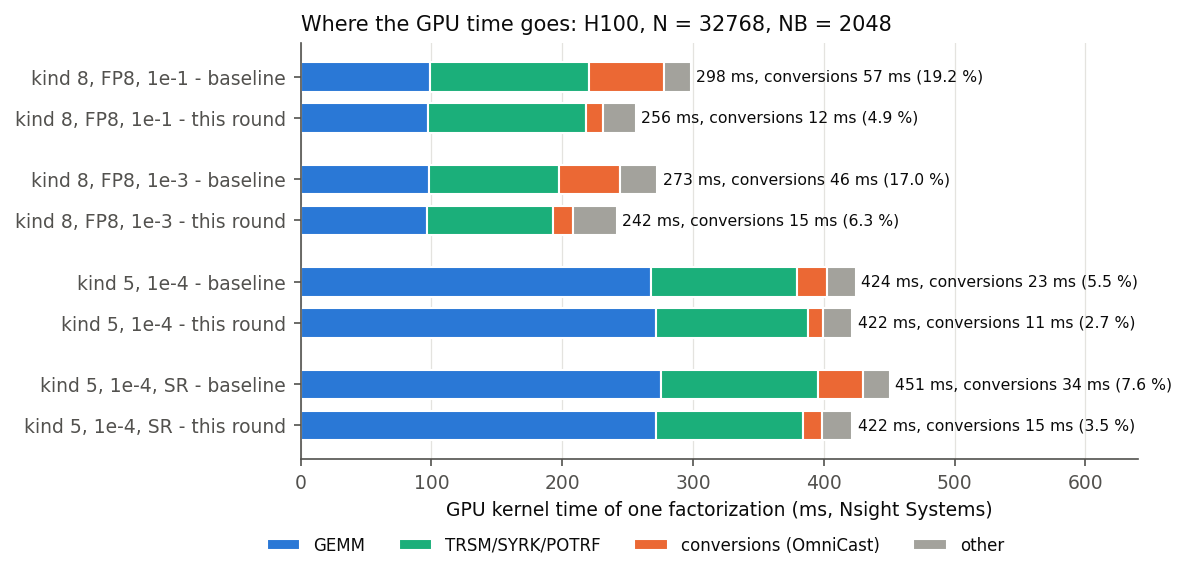 Where the GPU time goes: H100, N = 32768, NB = 2048
kind 8, FP8, 1e-1 - baseline
298 ms, conversions 57 ms (19.2 %)
kind 8, FP8, 1e-1 - this round
256 ms, conversions 12 ms (4.9 %)
kind 8, FP8, 1e-3 - baseline
273 ms, conversions 46 ms (17.0 %)
kind 8, FP8, 1e-3 - this round
242 ms, conversions 15 ms (6.3 %)
kind 5, 1e-4 - baseline
424 ms, conversions 23 ms (5.5 %)
kind 5, 1e-4 - this round
422 ms, conversions 11 ms (2.7 %)
kind 5, 1e-4, SR - baseline
451 ms, conversions 34 ms (7.6 %)
kind 5, 1e-4, SR - this round
422 ms, conversions 15 ms (3.5 %)
0 100 200 300 400 500 600
GPU kernel time of one factorization (ms, Nsight Systems)
GEMM TRSM/SYRK/POTRF conversions (OmniCast) other